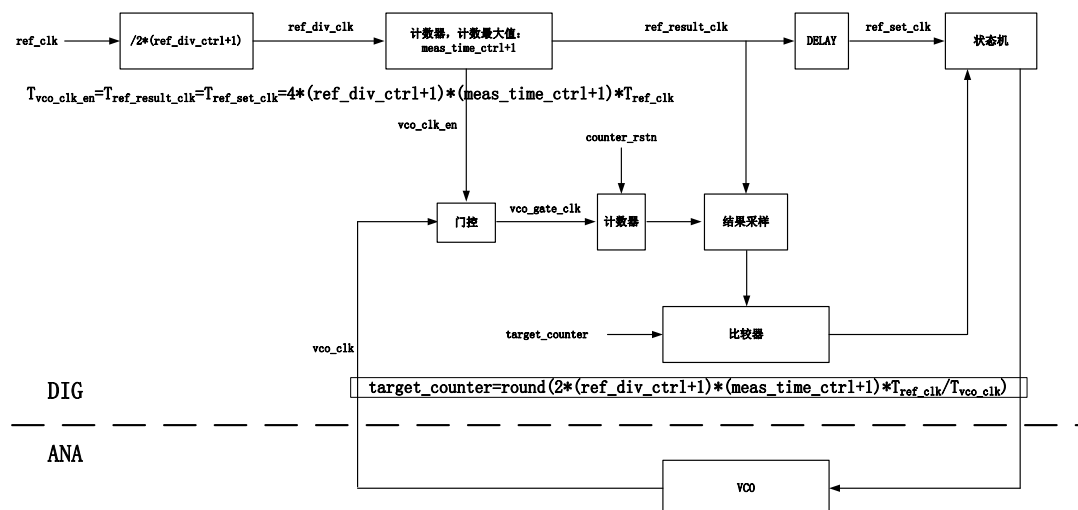 ref_clk
/2*(ref_div_ctrl+1)
ref_div_clk
计数器,计数最大值:
meas_time_ctrl+1
ref_result_clk
DELAY
ref_set_clk
状态机
Tvco_clk_en=Tref_result_clk=Tref_set_clk=4*(ref_div_ctrl+1)*(meas_time_ctrl+1)*Tref_clk
vco_clk_en
counter_rstn
门控
vco_gate_clk
计数器
结果采样
target_counter
比较器
vco_clk
target_counter=round(2*(ref_div_ctrl+1)*(meas_time_ctrl+1)*Tref_clk/Tvco_clk)
DIG
ANA
VCO